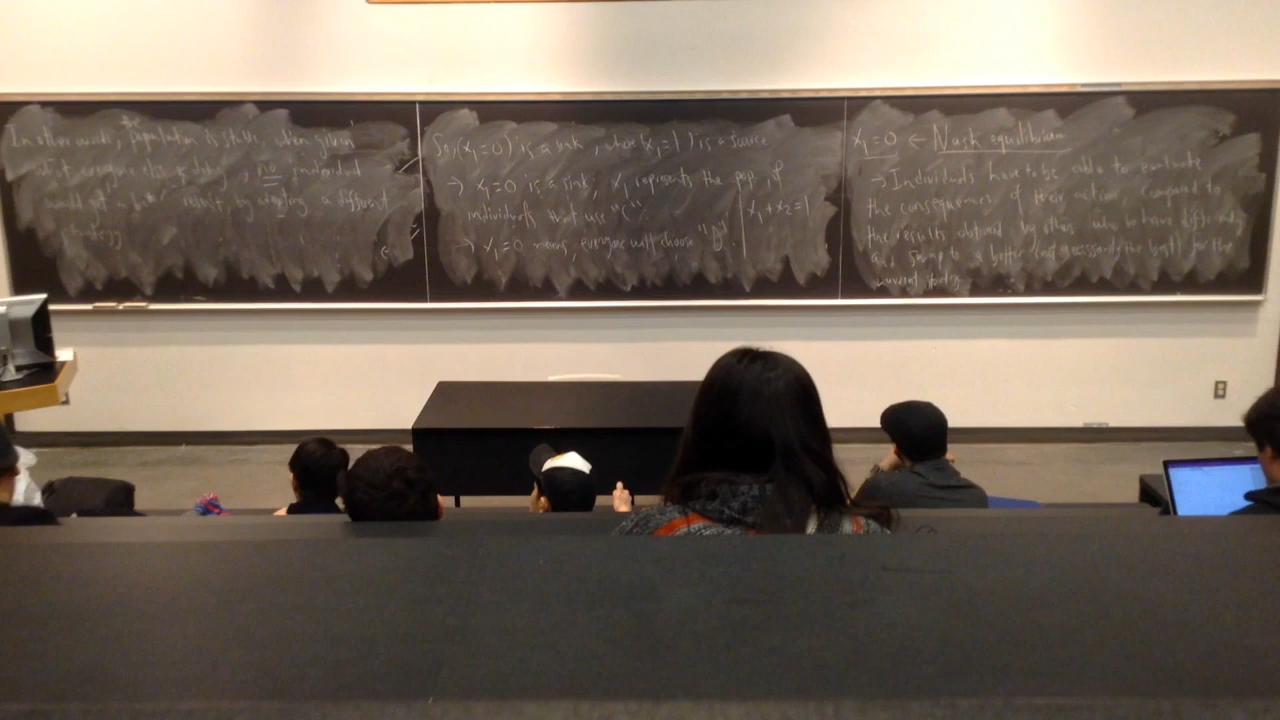 In other words, population is stable, when given
what everyone else is doing, no individual
would get a better result, by adopting a different
strategy
So, (x₁=0) is a sink, where (x₁=1) is a source
→ x₁=0 is a sink, x₁ represents the pop. of
individuals that use "C".
→ x₁=0 means, everyone will choose "D".
x₁+x₂=1
x₁=0 ← Nash equilibrium
→ Individuals have to be able to evaluate
the consequences of their action, compared to
the results obtained by others who behave differently
and jump to a better (not necessarily the best) for the
current strategy